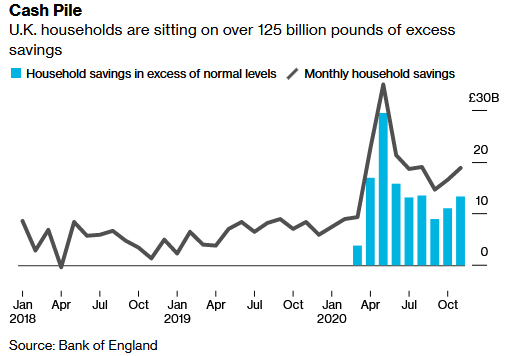 Cash Pile
U.K. households are sitting on over 125 billion pounds of excess
savings
Household savings in excess of normal levels Monthly household savings
£30B
20
10
0
Jan Apr Jul Oct Jan Apr Jul Oct Jan Apr Jul Oct
2018 2019 2020
Source: Bank of England